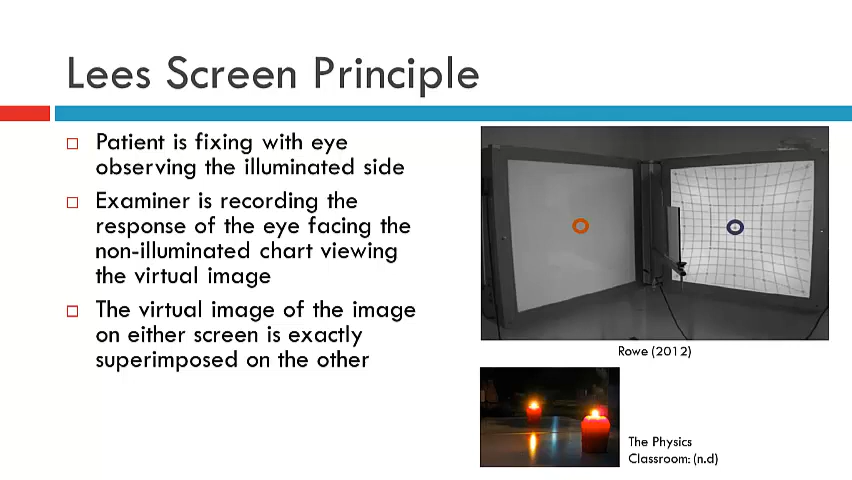 Lees Screen Principle
Patient is fixing with eye
observing the illuminated side
Examiner is recording the
response of the eye facing the
non-illuminated chart viewing
the virtual image
The virtual image of the image
on either screen is exactly
superimposed on the other
Rowe (2012)
The Physics
Classroom: (n.d)